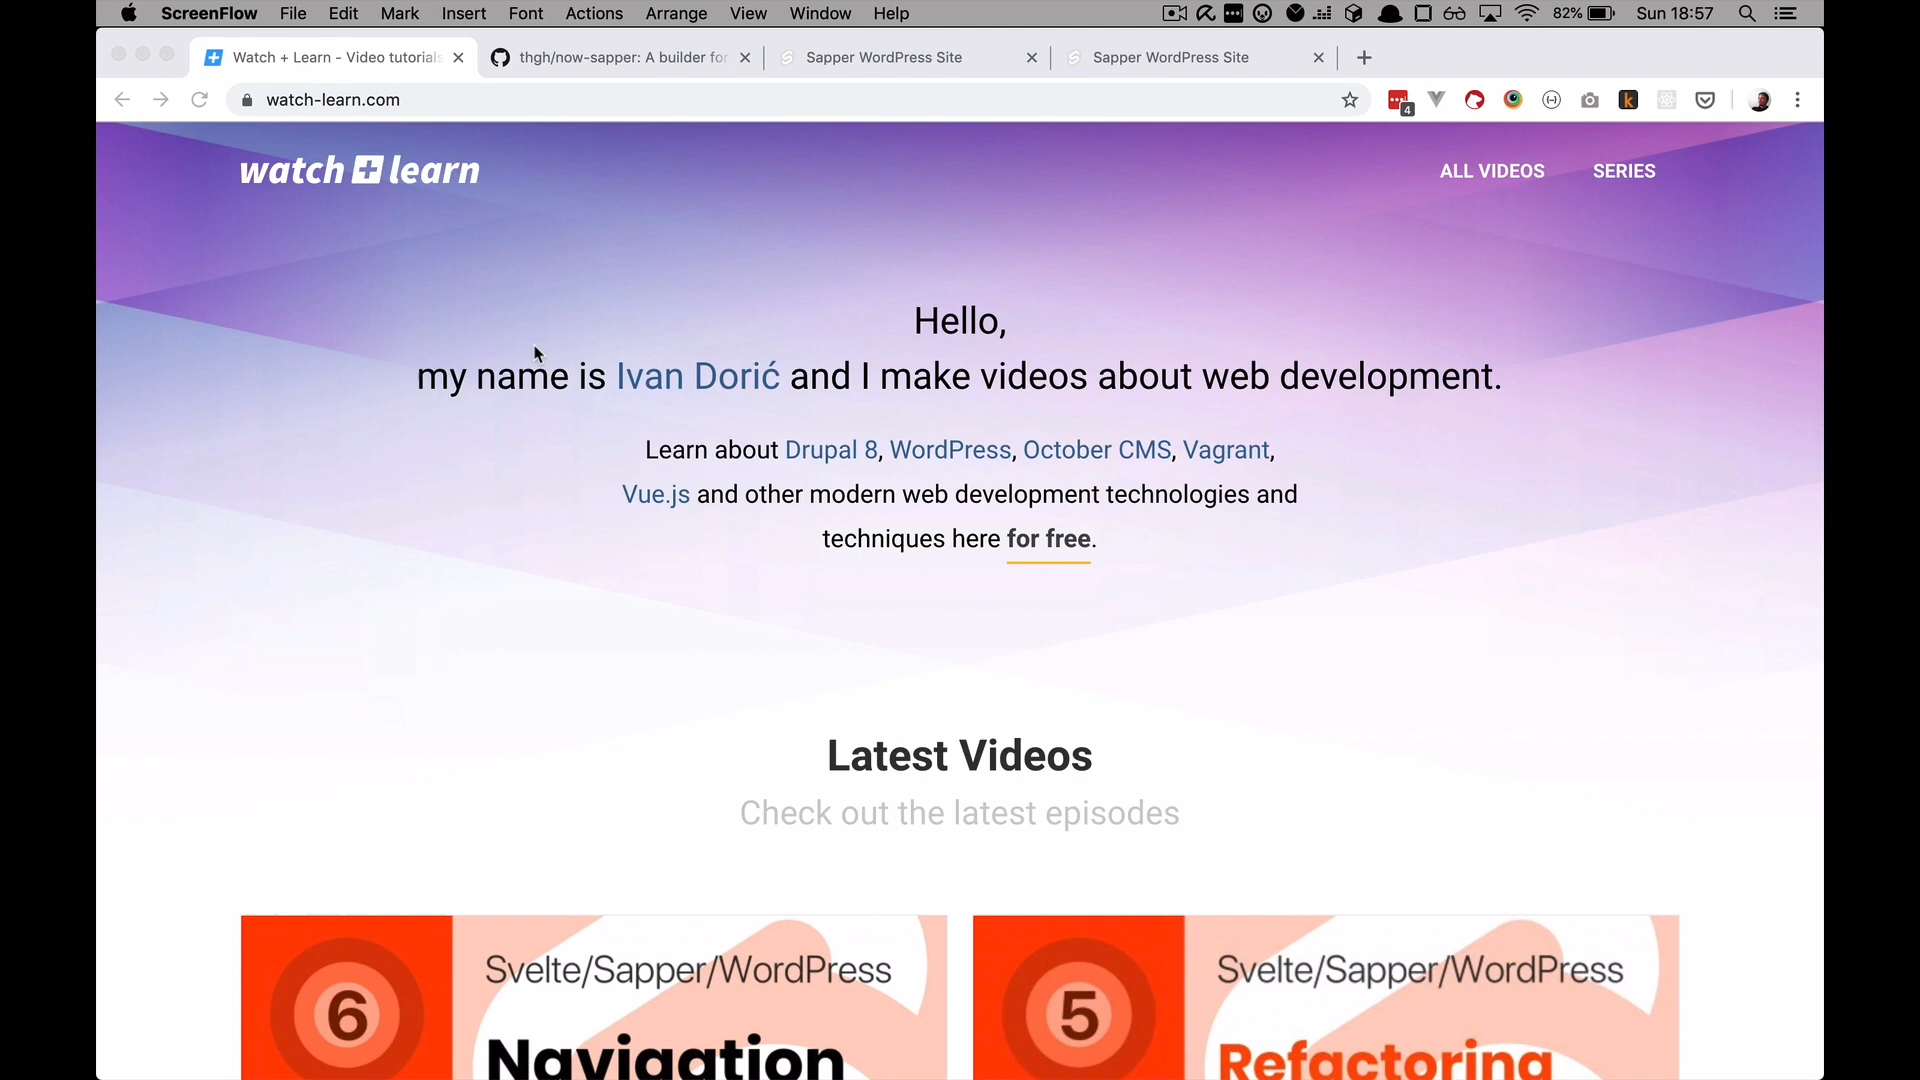 ScreenFlow File Edit Mark Insert Font Actions Arrange View Window Help 82% Sun 18:57
Watch + Learn - Video tutorials thgh/now-sapper: A builder for Sapper WordPress Site Sapper WordPress Site
watch-learn.com 4 k
watch learn ALL VIDEOS SERIES
Hello,
my name is Ivan Dorić and I make videos about web development.
Learn about Drupal 8, WordPress, October CMS, Vagrant,
Vue.js and other modern web development technologies and
techniques here for free.
Latest Videos
Check out the latest episodes
Svelte/Sapper/WordPress
6
Navigation
Svelte/Sapper/WordPress
5
Refactoring